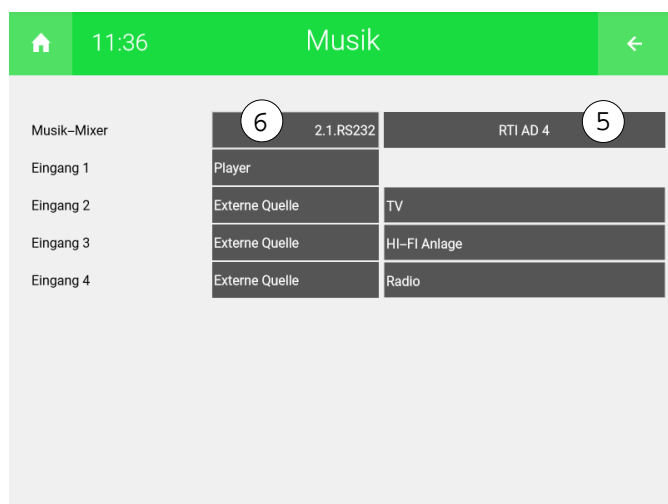 11:36 Musik
Musik–Mixer 6 2.1.RS232 RTI AD 4 5
Eingang 1 Player
Eingang 2 Externe Quelle TV
Eingang 3 Externe Quelle HI–FI Anlage
Eingang 4 Externe Quelle Radio